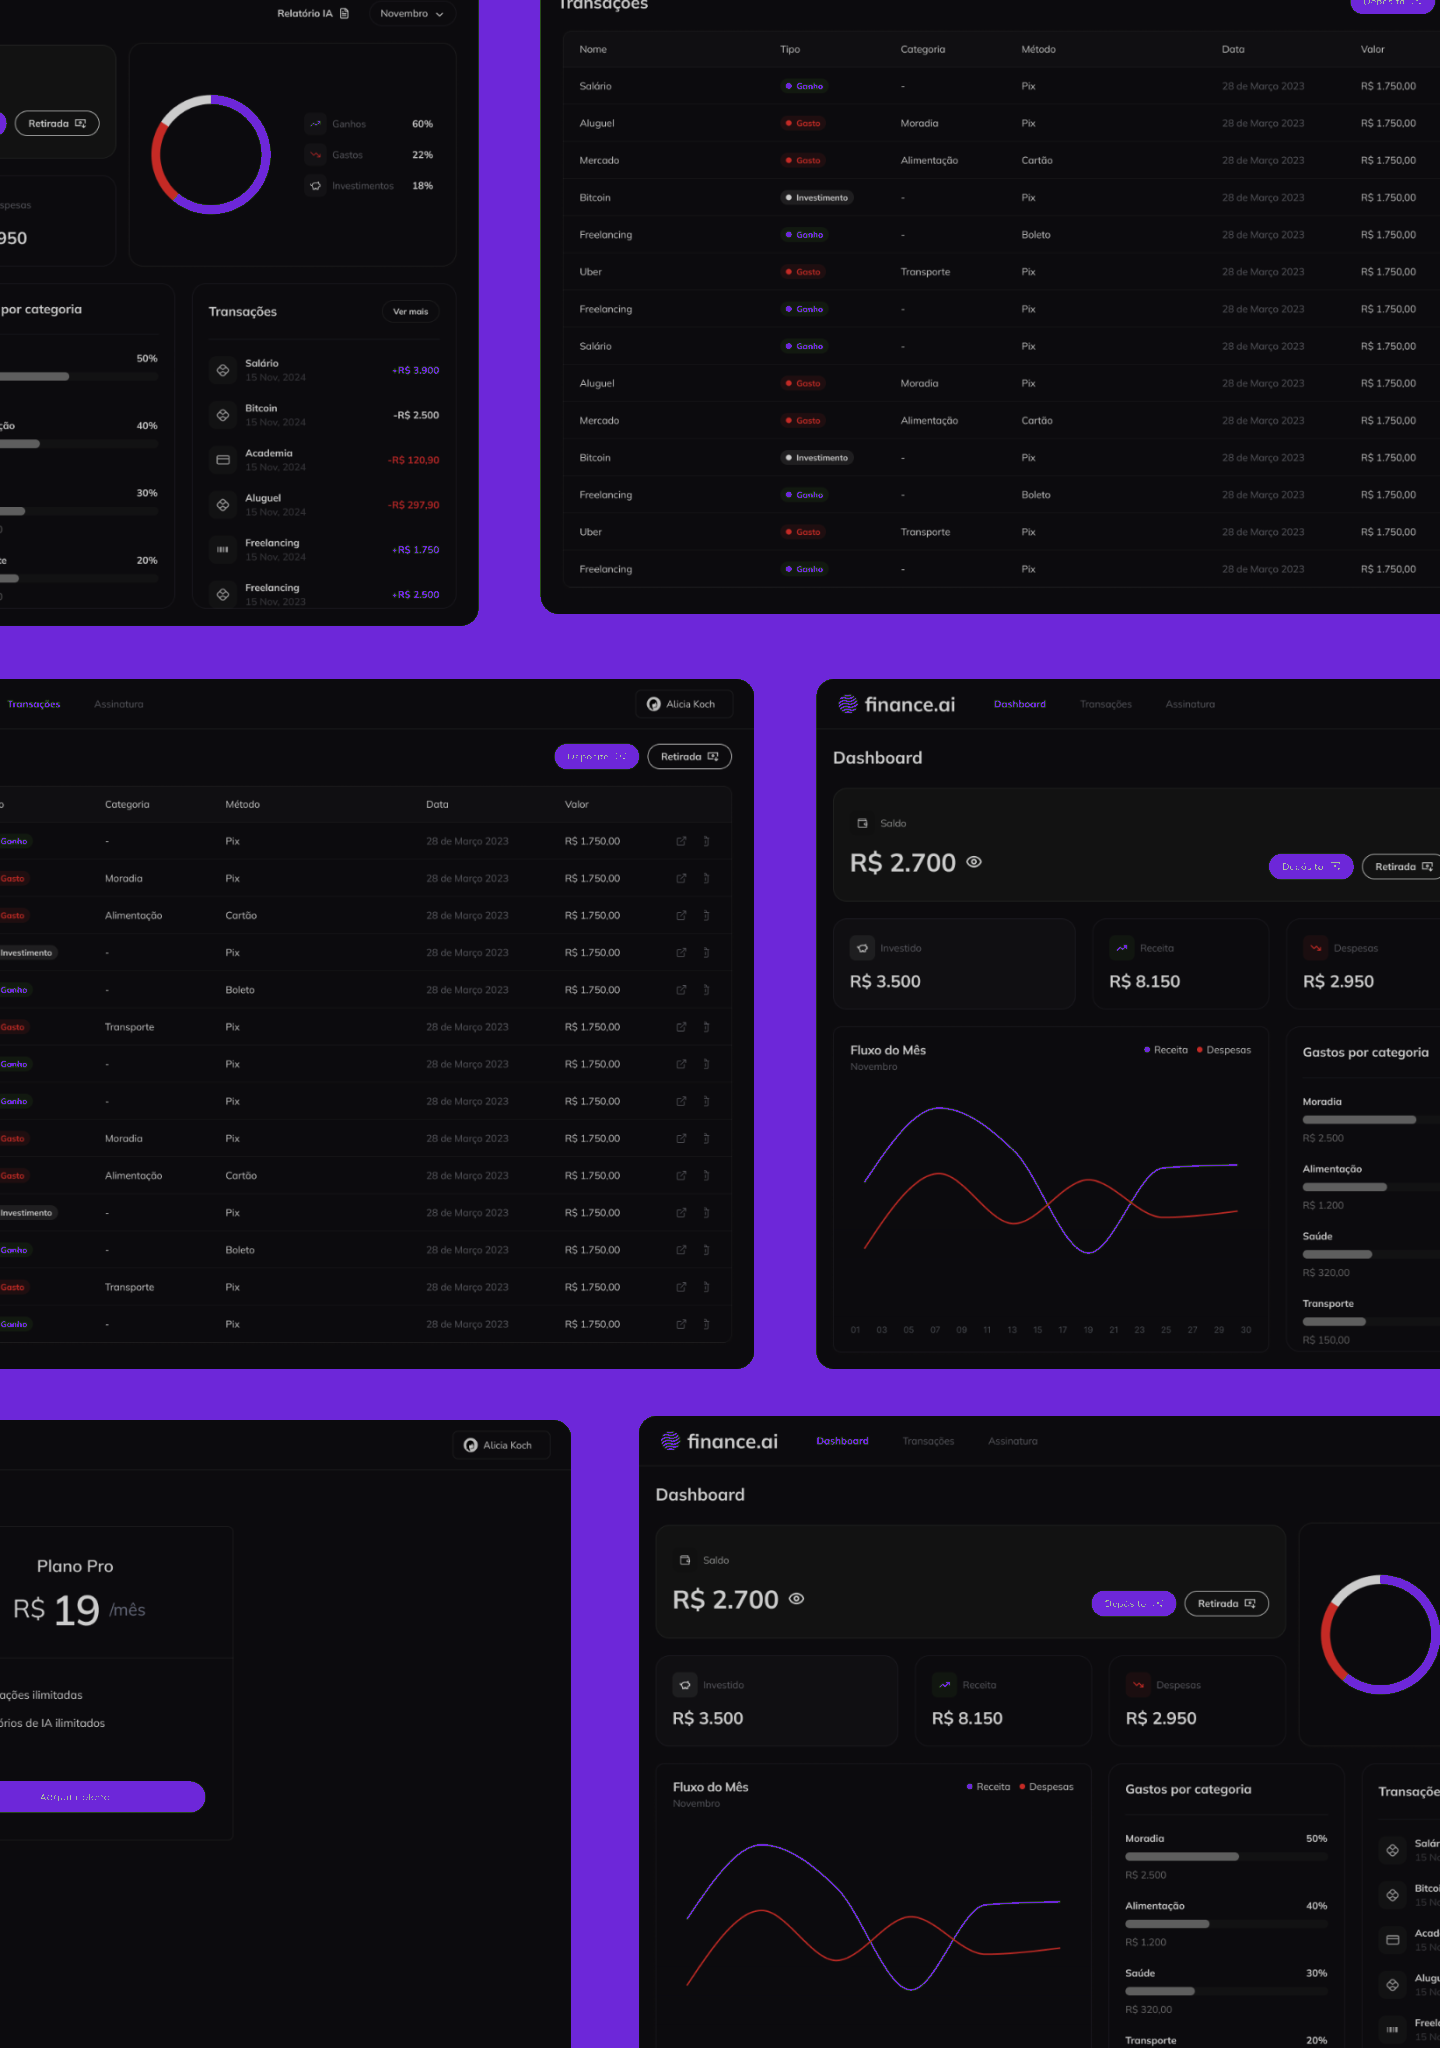 Relatório IA
Novembro
Retirada
Ganhos 60%
Gastos 22%
Investimentos 18%
950
por categoria
50%
40%
30%
20%
Transações Ver mais
Salário +R$ 3.900
15 Nov, 2024
Bitcoin -R$ 2.500
15 Nov, 2024
Academia -R$ 120,90
15 Nov, 2024
Aluguel -R$ 297,90
15 Nov, 2024
Freelancing +R$ 1.750
15 Nov, 2024
Freelancing +R$ 2.500
15 Nov, 2023
Transações
Nome Tipo Categoria Método Data Valor
Salário Ganho - Pix 28 de Março 2023 R$ 1.750,00
Aluguel Gasto Moradia Pix 28 de Março 2023 R$ 1.750,00
Mercado Gasto Alimentação Cartão 28 de Março 2023 R$ 1.750,00
Bitcoin Investimento - Pix 28 de Março 2023 R$ 1.750,00
Freelancing Ganho - Boleto 28 de Março 2023 R$ 1.750,00
Uber Gasto Transporte Pix 28 de Março 2023 R$ 1.750,00
Freelancing Ganho - Pix 28 de Março 2023 R$ 1.750,00
Salário Ganho - Pix 28 de Março 2023 R$ 1.750,00
Aluguel Gasto Moradia Pix 28 de Março 2023 R$ 1.750,00
Mercado Gasto Alimentação Cartão 28 de Março 2023 R$ 1.750,00
Bitcoin Investimento - Pix 28 de Março 2023 R$ 1.750,00
Freelancing Ganho - Boleto 28 de Março 2023 R$ 1.750,00
Uber Gasto Transporte Pix 28 de Março 2023 R$ 1.750,00
Freelancing Ganho - Pix 28 de Março 2023 R$ 1.750,00
Transações Assinatura Alicia Koch
Retirada
Categoria Método Data Valor
Ganho - Pix 28 de Março 2023 R$ 1.750,00
Gasto Moradia Pix 28 de Março 2023 R$ 1.750,00
Gasto Alimentação Cartão 28 de Março 2023 R$ 1.750,00
Investimento - Pix 28 de Março 2023 R$ 1.750,00
Ganho - Boleto 28 de Março 2023 R$ 1.750,00
Gasto Transporte Pix 28 de Março 2023 R$ 1.750,00
Ganho - Pix 28 de Março 2023 R$ 1.750,00
Ganho - Pix 28 de Março 2023 R$ 1.750,00
Gasto Moradia Pix 28 de Março 2023 R$ 1.750,00
Gasto Alimentação Cartão 28 de Março 2023 R$ 1.750,00
Investimento - Pix 28 de Março 2023 R$ 1.750,00
Ganho - Boleto 28 de Março 2023 R$ 1.750,00
Gasto Transporte Pix 28 de Março 2023 R$ 1.750,00
Ganho - Pix 28 de Março 2023 R$ 1.750,00
finance.ai Dashboard Transações Assinatura
Dashboard
Saldo
R$ 2.700
Depósito Retirada
Investido
R$ 3.500
Receita
R$ 8.150
Despesas
R$ 2.950
Fluxo do Mês Receita Despesas
Novembro
01 03 05 07 09 11 13 15 17 19 21 23 25 27 29 30
Gastos por categoria
Moradia
R$ 2.500
Alimentação
R$ 1.200
Saúde
R$ 320,00
Transporte
R$ 150,00
Alicia Koch
Plano Pro
R$ 19 /mês
ações ilimitadas
órios de IA ilimitados
finance.ai Dashboard Transações Assinatura
Dashboard
Saldo
R$ 2.700
Depósito Retirada
Investido
R$ 3.500
Receita
R$ 8.150
Despesas
R$ 2.950
Fluxo do Mês Receita Despesas
Novembro
Gastos por categoria
Moradia 50%
R$ 2.500
Alimentação 40%
R$ 1.200
Saúde 30%
R$ 320,00
Transporte 20%
Transaçõe
Salár
15 No
Bitcoi
15 No
Acad
15 No
Alugu
15 No
Freela
15 No